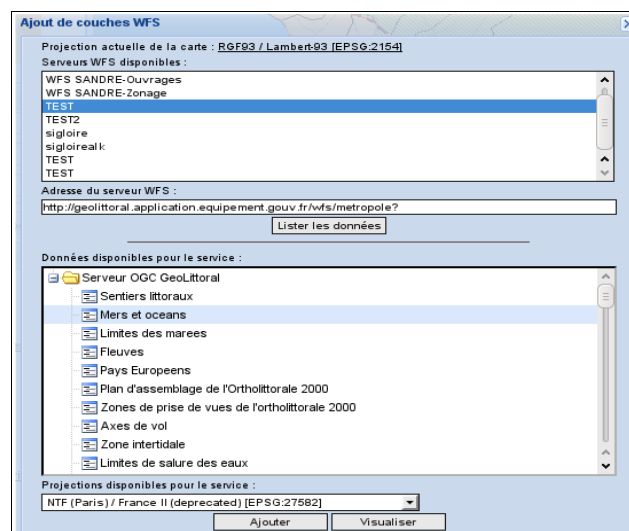 Ajout de couches WFS
Projection actuelle de la carte : RGF93 / Lambert-93 [EPSG:2154]
Serveurs WFS disponibles :
WFS SANDRE-Ouvrages
WFS SANDRE-Zonage
TEST
TEST2
sigloire
sigloirealk
TEST
TEST
Adresse du serveur WFS :
http://geolittoral.application.equipement.gouv.fr/wfs/metropole?
Lister les données
Données disponibles pour le service :
Serveur OGC GeoLittoral
Sentiers littoraux
Mers et oceans
Limites des marees
Fleuves
Pays Europeens
Plan d'assemblage de l'Ortholittorale 2000
Zones de prise de vues de l'ortholittorale 2000
Axes de vol
Zone intertidale
Limites de salure des eaux
Projections disponibles pour le service :
NTF (Paris) / France II (deprecated) [EPSG:27582]
Ajouter Visualiser